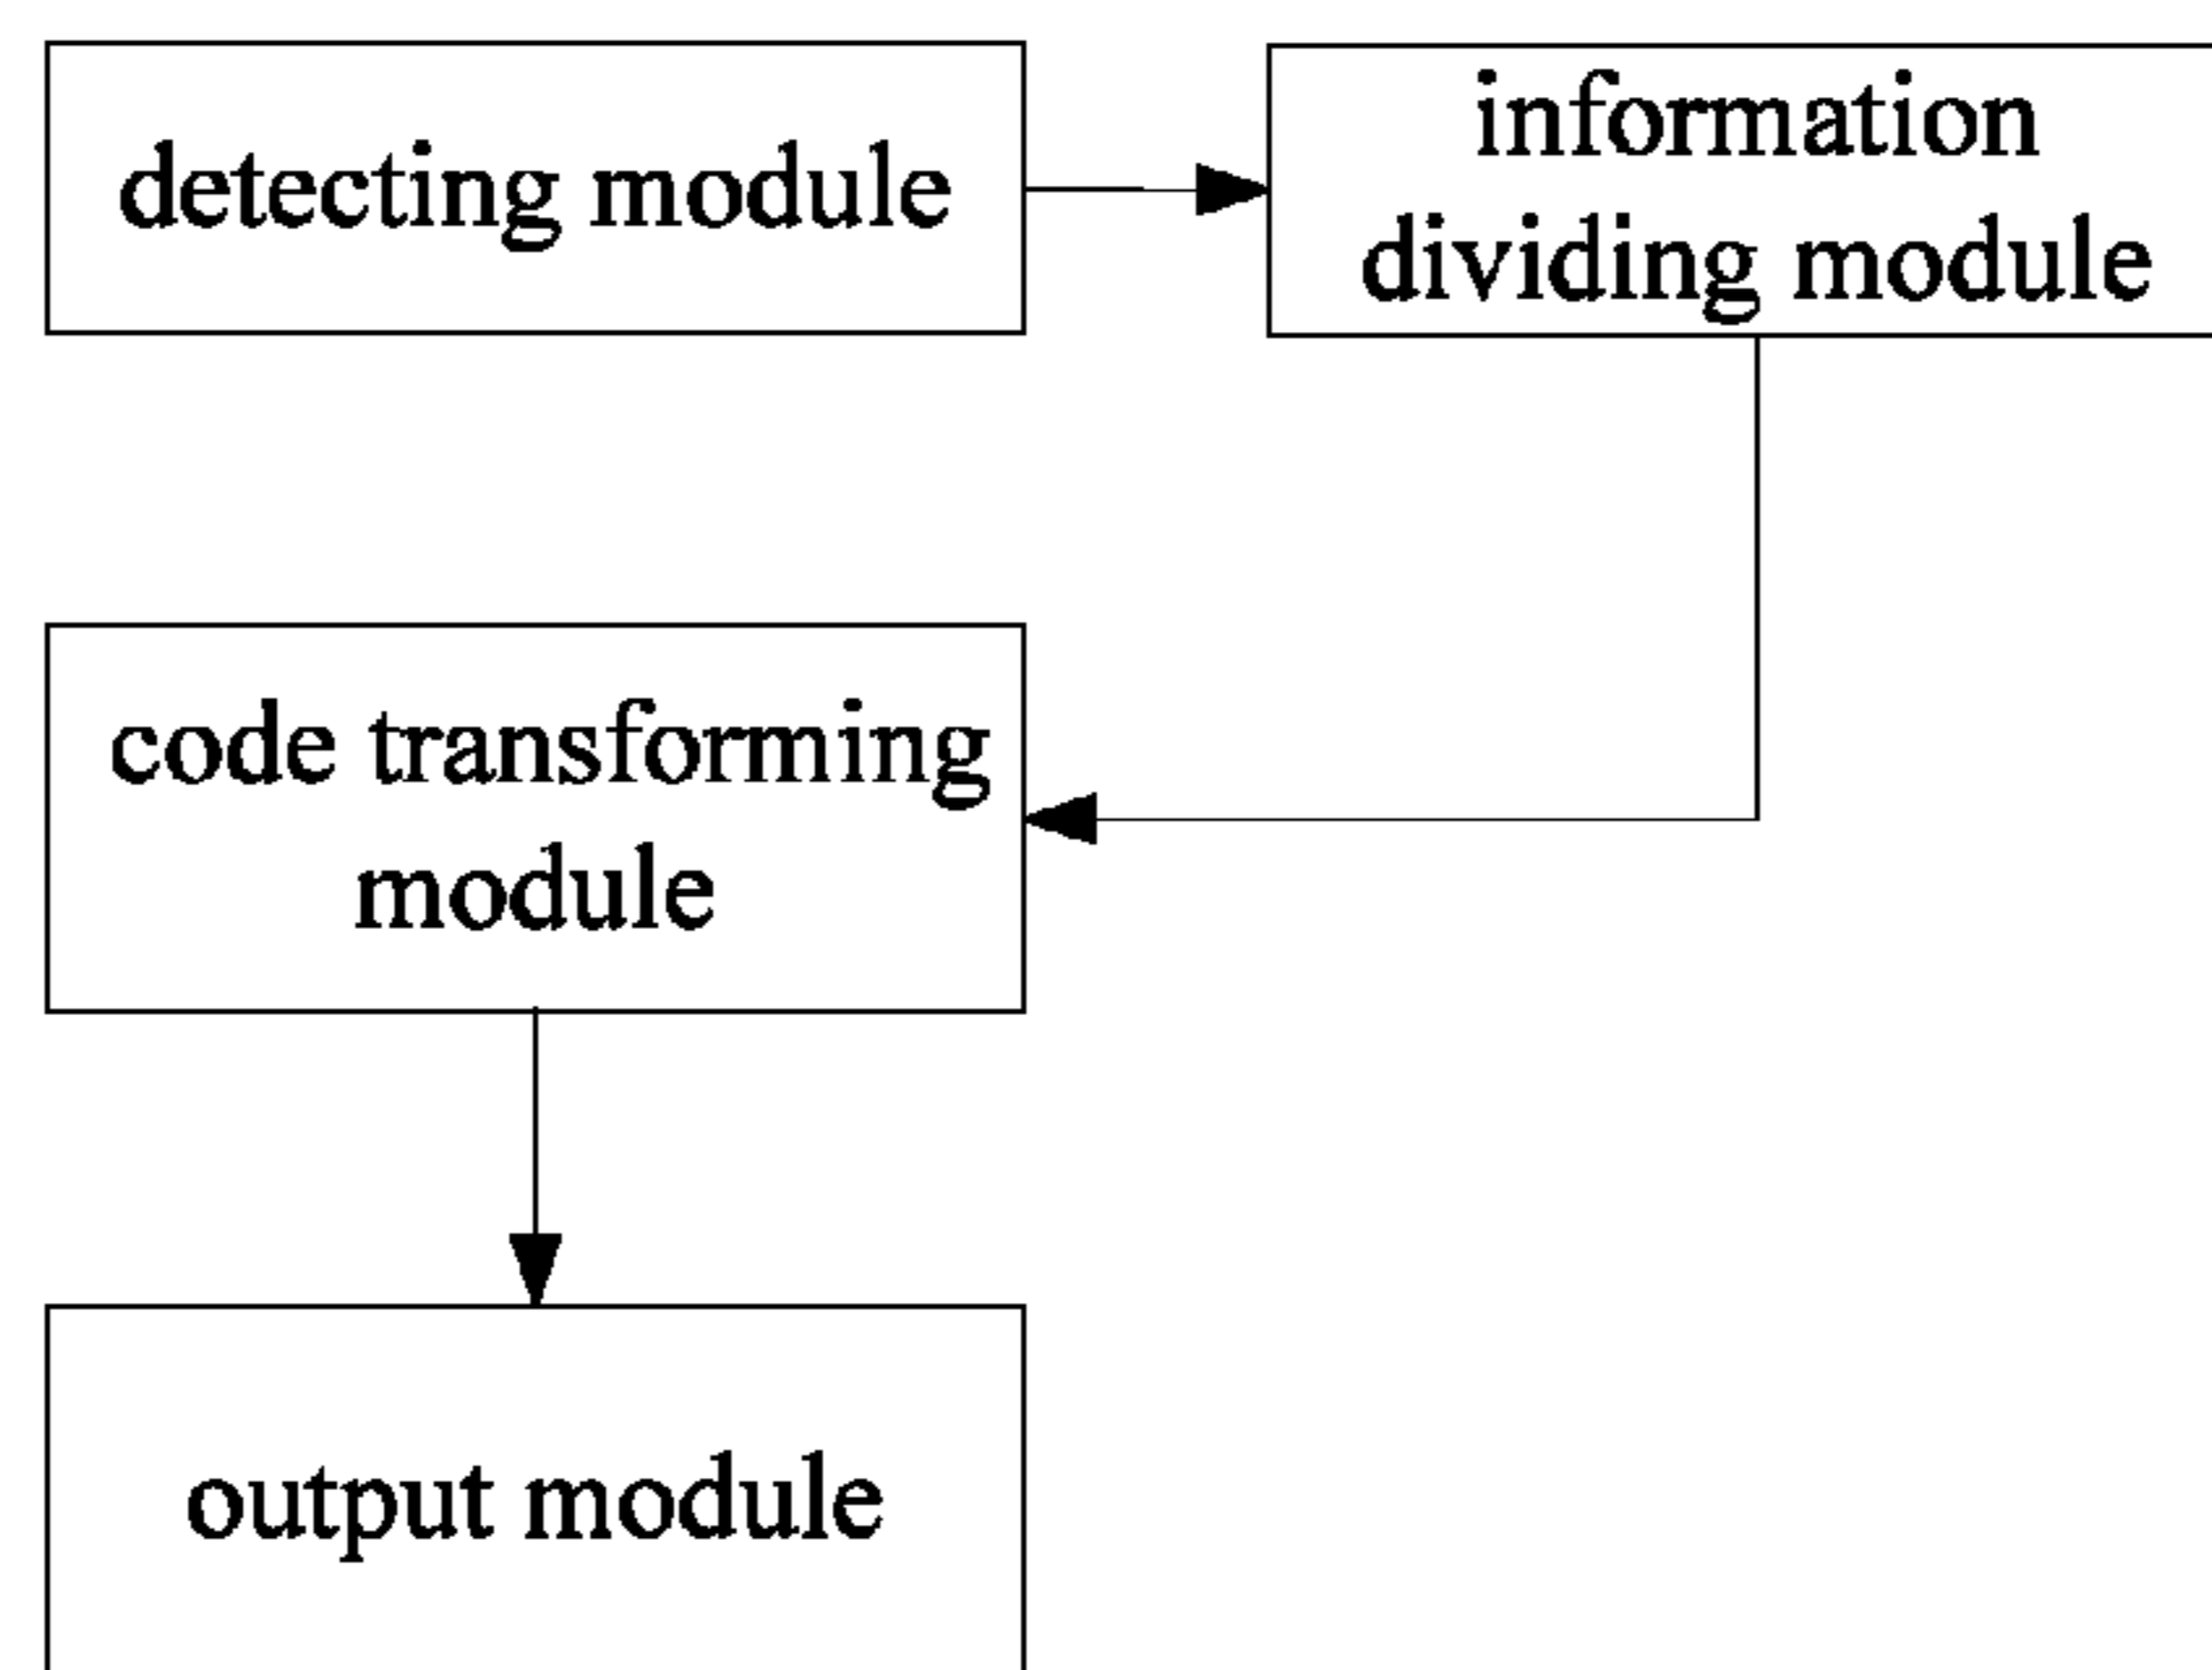 detecting module
information
dividing module
code transforming
module
output module